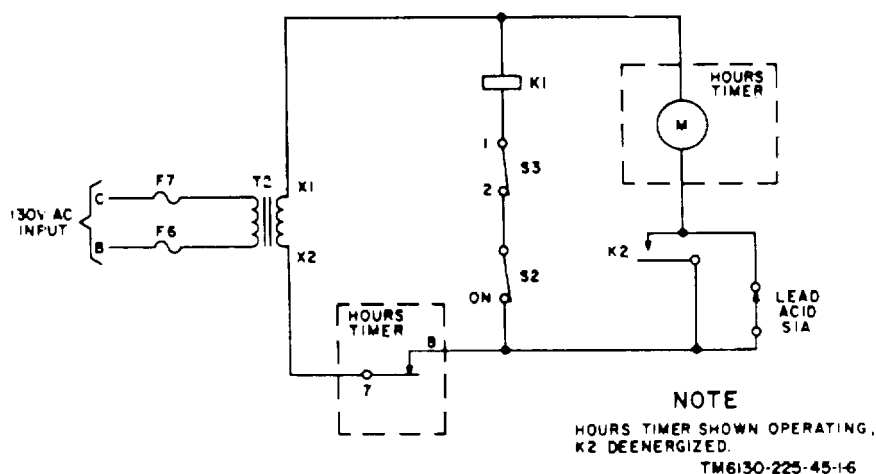 HOURS
TIMER
K1
M
1
S3
2
F7
T2
X1
C
130V AC
INPUT
B
F6
X2
S2
ON
K2
LEAD
ACID
S1A
HOURS
TIMER
B
7
NOTE
HOURS TIMER SHOWN OPERATING,
K2 DEENERGIZED.
TM6130-225-45-1-6